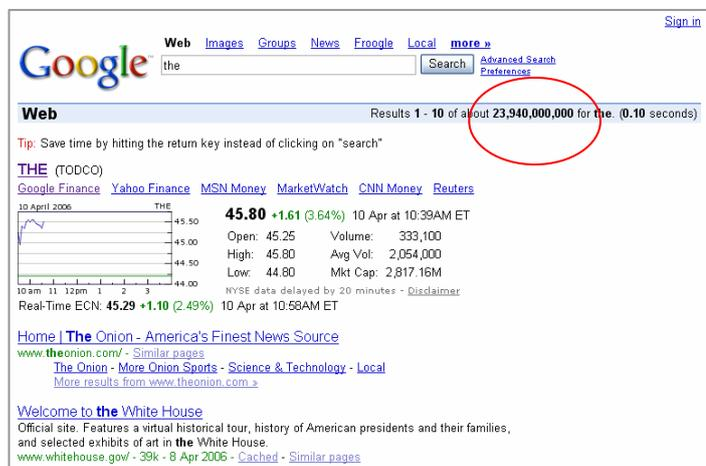 Sign in
Web Images Groups News Froogle Local more »
Google™
the Search Advanced Search
Preferences
Web Results 1 - 10 of about 23,940,000,000 for the. (0.10 seconds)
Tip: Save time by hitting the return key instead of clicking on "search"
THE (TODCO)
Google Finance Yahoo Finance MSN Money MarketWatch CNN Money Reuters
10 April 2006 THE
45.50
45.00
44.50
44.00
10am 11 12pm 1 2 3
45.80 +1.61 (3.64%) 10 Apr at 10:39AM ET
Open: 45.25 Volume: 333,100
High: 45.80 Avg Vol: 2,054,000
Low: 44.80 Mkt Cap: 2,817.16M
NYSE data delayed by 20 minutes - Disclaimer
Real-Time ECN: 45.29 +1.10 (2.49%) 10 Apr at 10:58AM ET
Home | The Onion - America's Finest News Source
www.theonion.com/ - Similar pages
The Onion - More Onion Sports - Science & Technology - Local
More results from www.theonion.com »
Welcome to the White House
Official site. Features a virtual historical tour, history of American presidents and their families,
and selected exhibits of art in the White House.
www.whitehouse.gov/ - 39k - 8 Apr 2006 - Cached - Similar pages